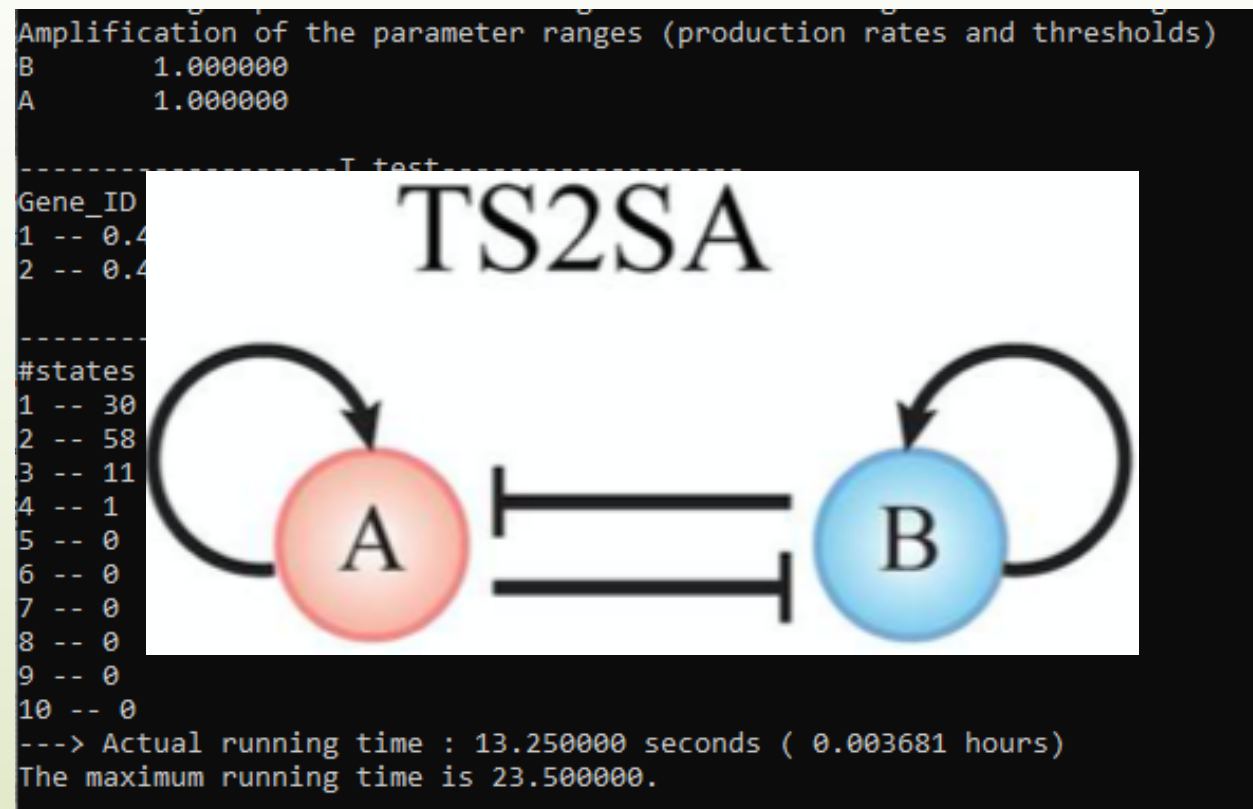 Amplification of the parameter ranges (production rates and thresholds)
B 1.000000
A 1.000000
-------------------T test------------------
Gene_ID
1 -- 0.4
2 -- 0.4
--------
#states
1 -- 30
2 -- 58
3 -- 11
4 -- 1
5 -- 0
6 -- 0
7 -- 0
8 -- 0
9 -- 0
10 -- 0
---> Actual running time : 13.250000 seconds ( 0.003681 hours)
The maximum running time is 23.500000.
TS2SA
A
B